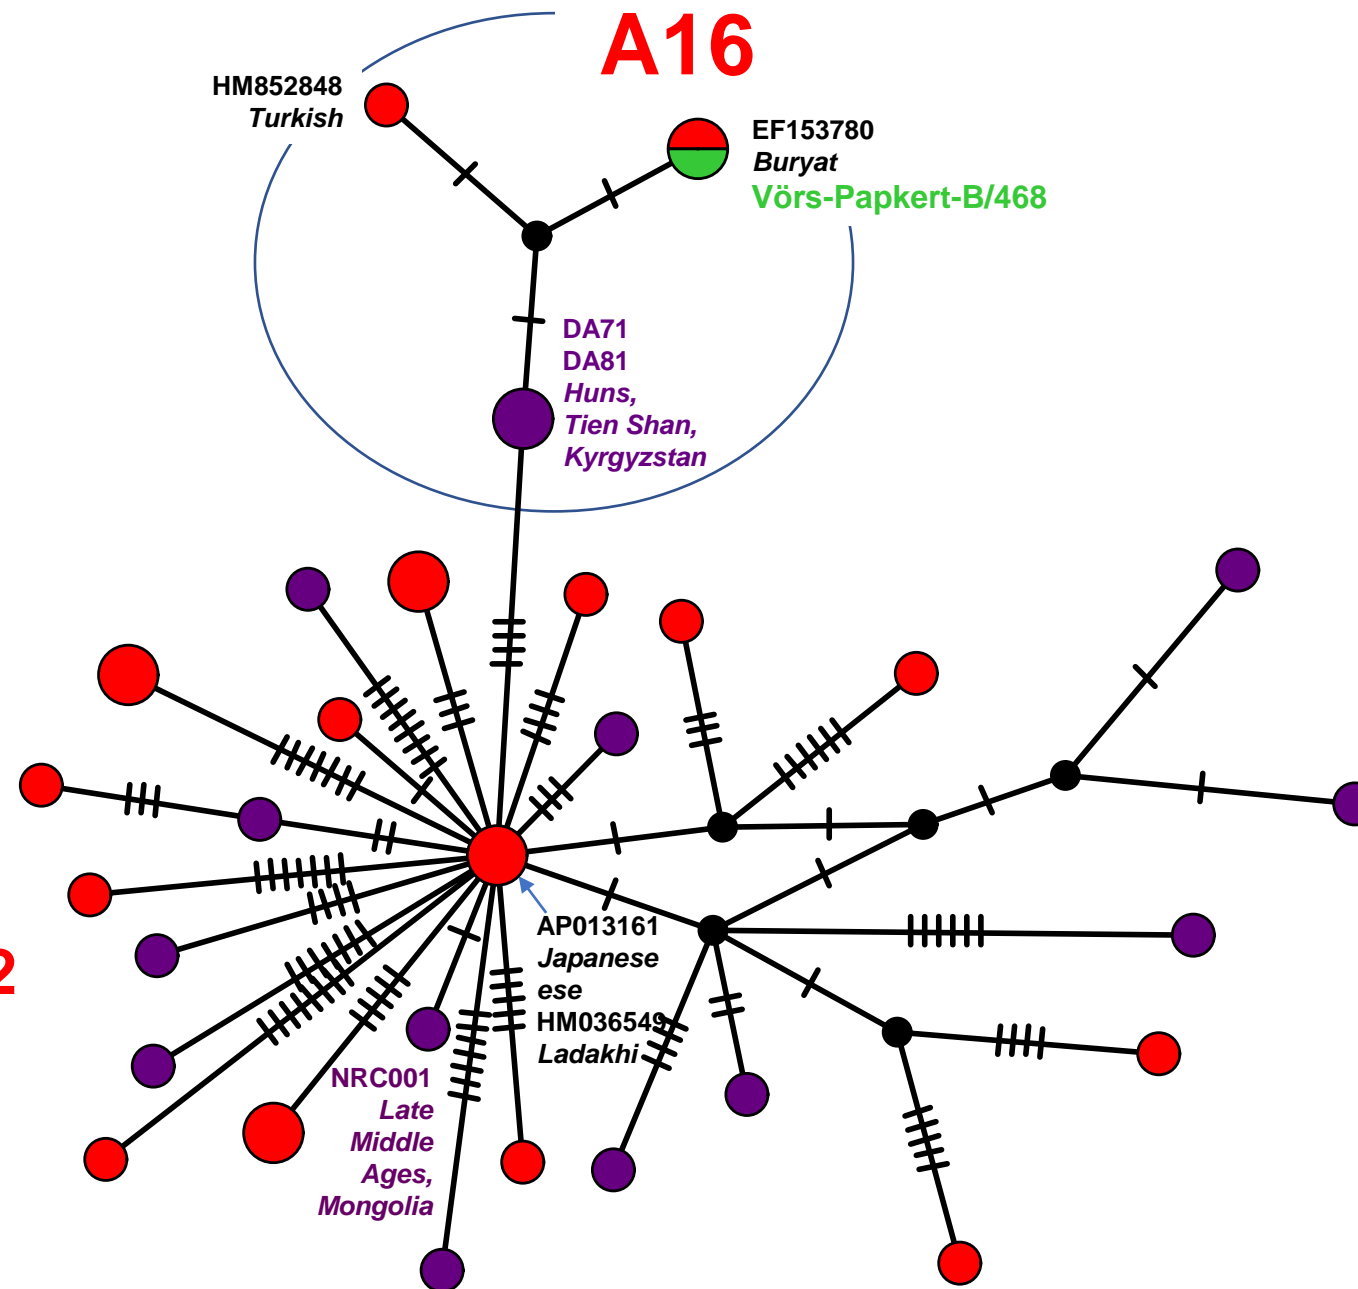 A16
HM852848
Turkish
EF153780
Buryat
Vörs-Papkert-B/468
DA71
DA81
Huns,
Tien Shan,
Kyrgyzstan
2
AP013161
Japanese
ese
HM036549
Ladakhi
NRC001
Late
Middle
Ages,
Mongolia